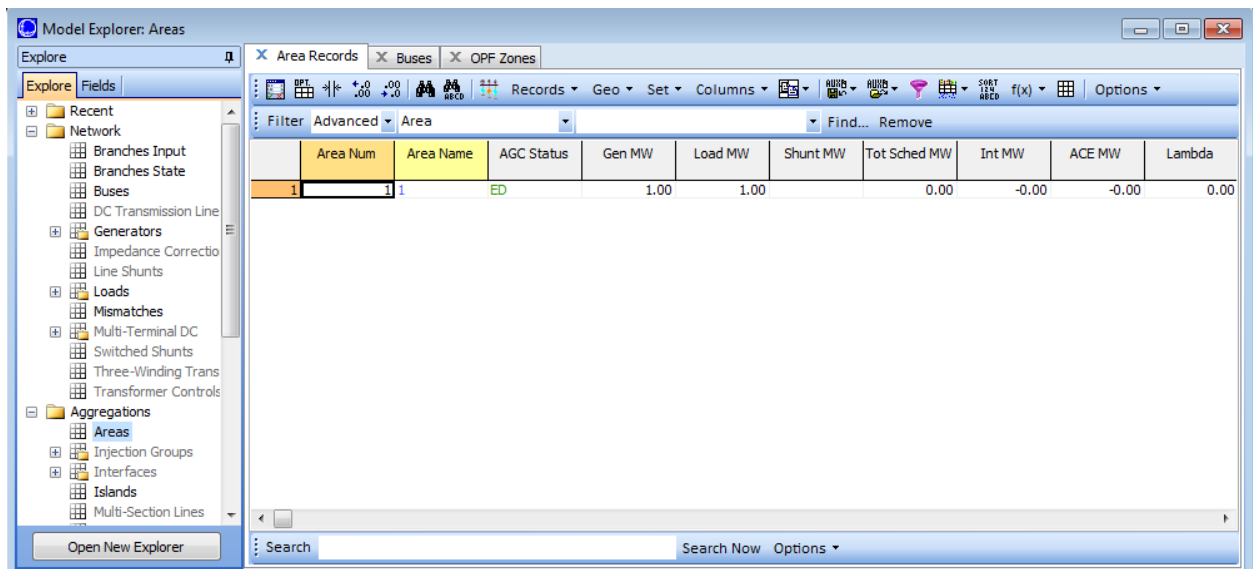 Model Explorer: Areas
Explore
Explore Fields
Recent
Network
Branches Input
Branches State
Buses
DC Transmission Line
Generators
Impedance Correctio
Line Shunts
Loads
Mismatches
Multi-Terminal DC
Switched Shunts
Three-Winding Trans
Transformer Controls
Aggregations
Areas
Injection Groups
Interfaces
Islands
Multi-Section Lines
Open New Explorer
Area Records Buses OPF Zones
Records Geo Set Columns SORT 124 ABCD f(x) Options
Filter Advanced Area Find... Remove
Area Num Area Name AGC Status Gen MW Load MW Shunt MW Tot Sched MW Int MW ACE MW Lambda
1 1 1 ED 1.00 1.00 0.00 -0.00 -0.00 0.00
Search Search Now Options